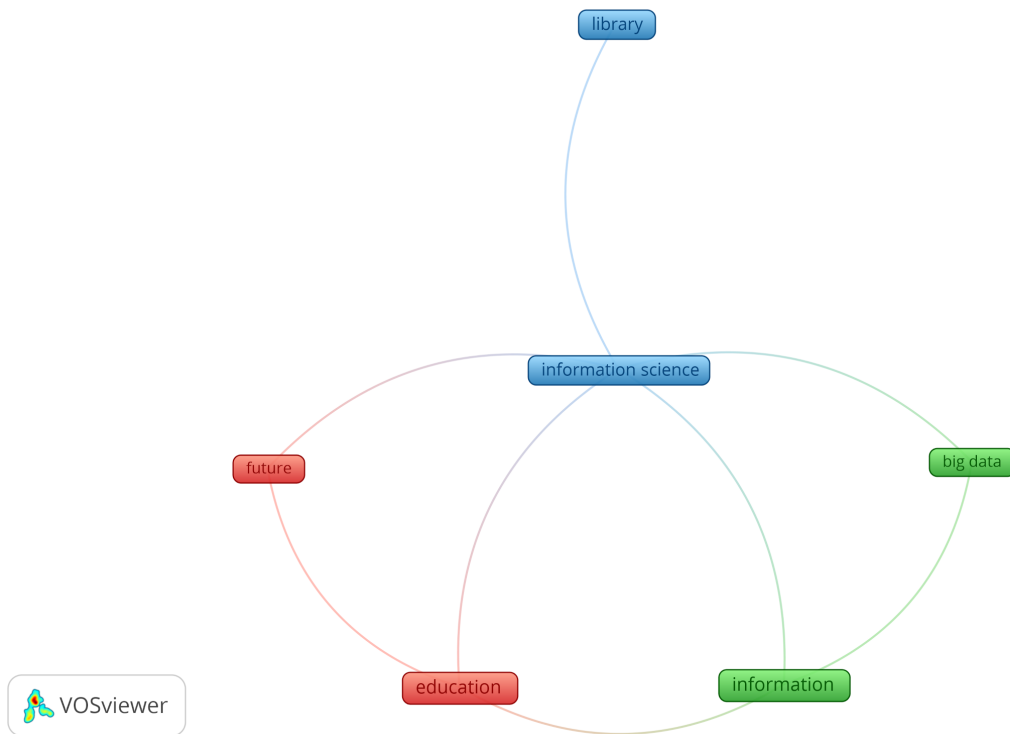 library
information science
future
big data
education
information
VOSviewer